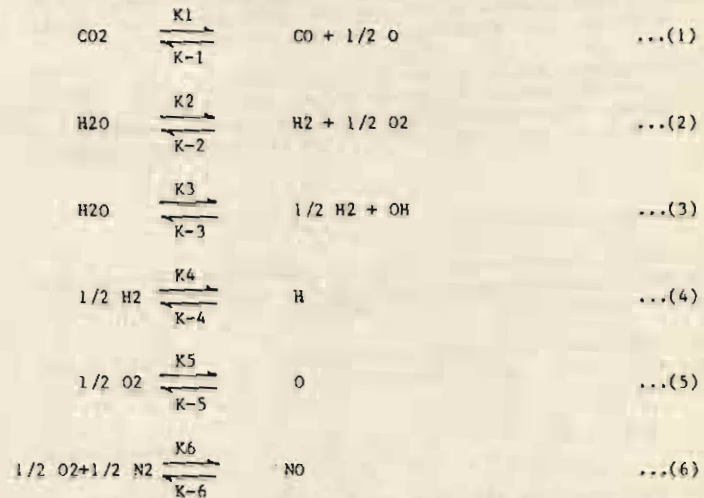 K1
CO2 CO + 1/2 O ...(1)
K-1
K2
H2O H2 + 1/2 O2 ...(2)
K-2
K3
H2O 1/2 H2 + OH ...(3)
K-3
K4
1/2 H2 H ...(4)
K-4
K5
1/2 O2 O ...(5)
K-5
K6
1/2 O2+1/2 N2 NO ...(6)
K-6